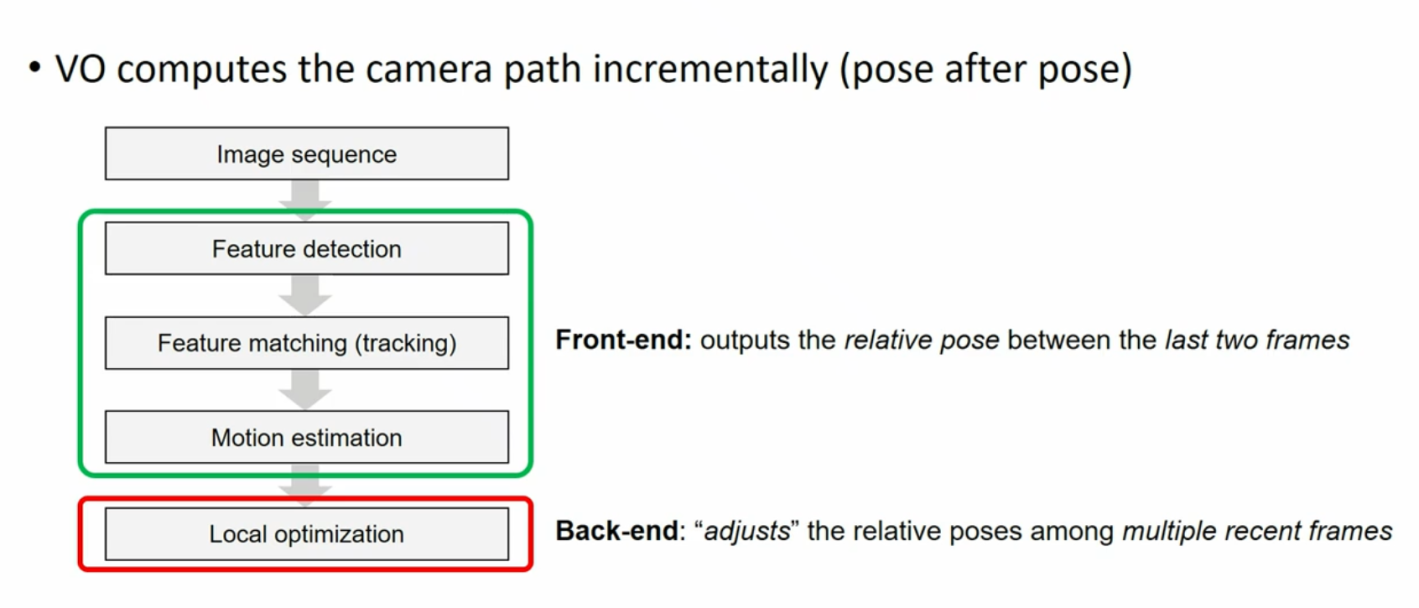 • VO computes the camera path incrementally (pose after pose)
Image sequence
Feature detection
Feature matching (tracking)
Front-end: outputs the relative pose between the last two frames
Motion estimation
Local optimization
Back-end: “adjusts” the relative poses among multiple recent frames